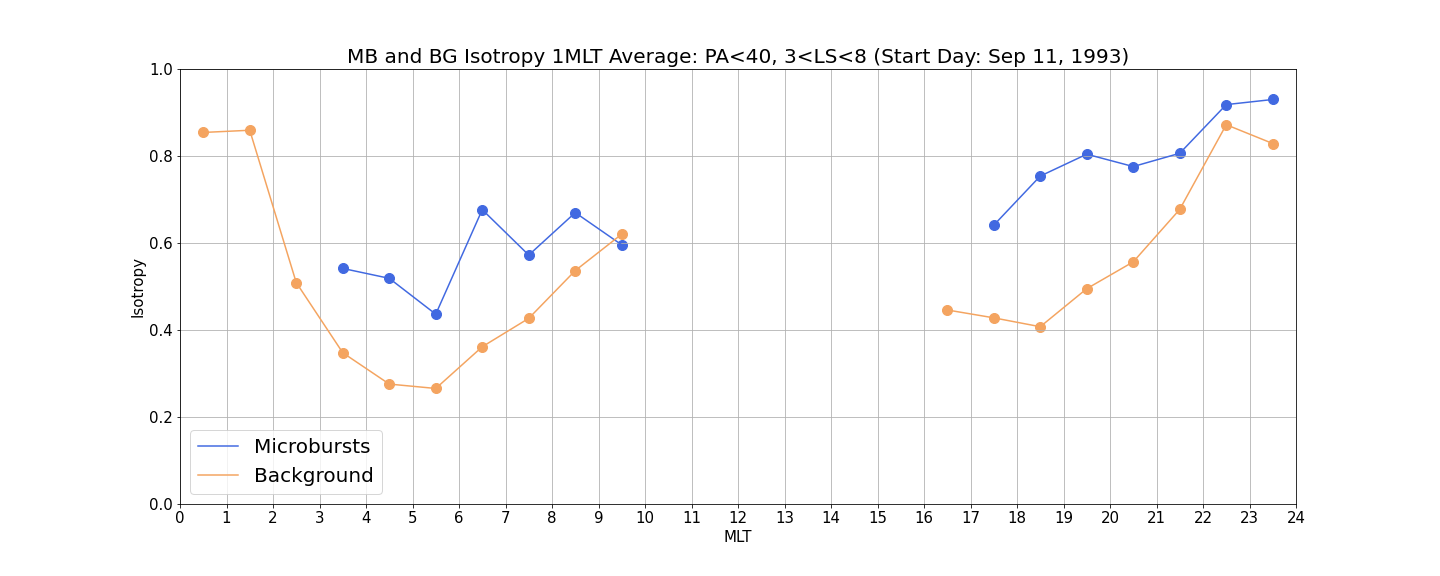 MB and BG Isotropy 1MLT Average: PA<40, 3<LS<8 (Start Day: Sep 11, 1993)
1.0
0.8
0.6
0.4
0.2
0.0
Isotropy
Microbursts
Background
0 1 2 3 4 5 6 7 8 9 10 11 12 13 14 15 16 17 18 19 20 21 22 23 24
MLT